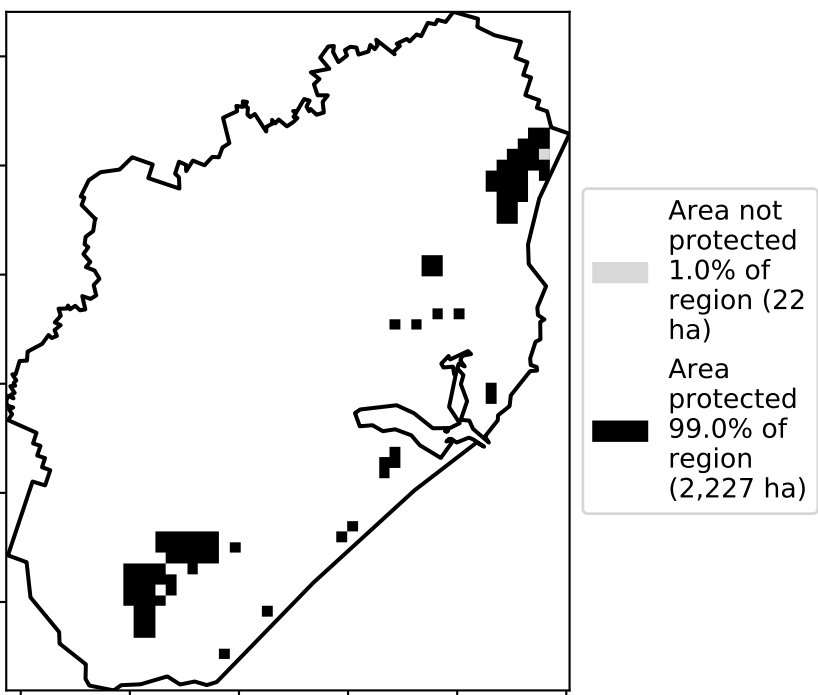 Area not
protected
1.0% of
region (22
ha)
Area
protected
99.0% of
region
(2,227 ha)